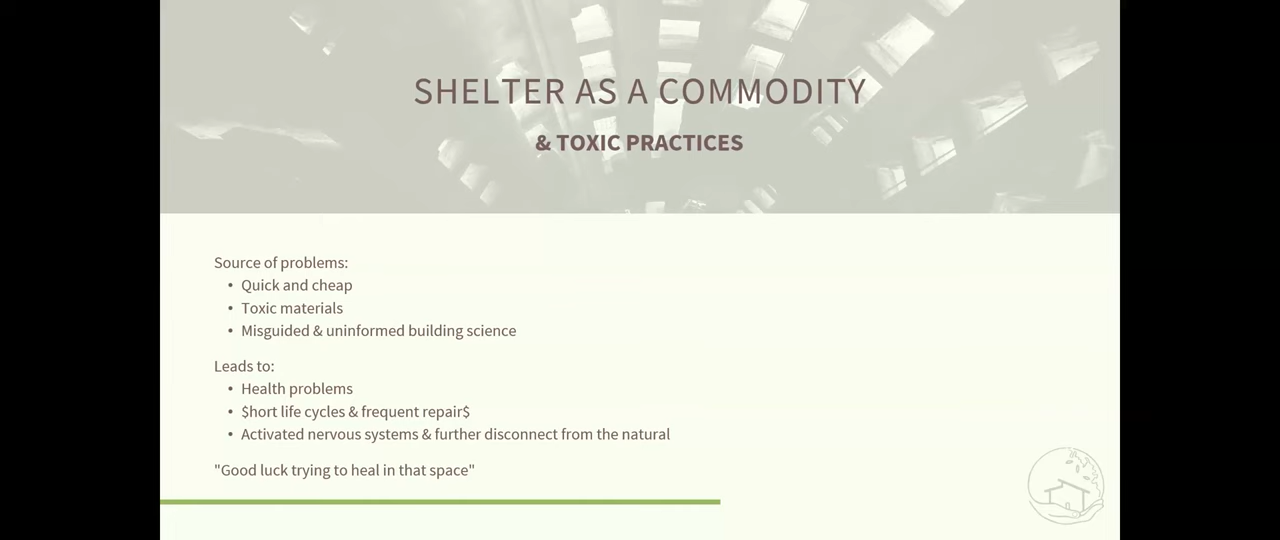 SHELTER AS A COMMODITY
& TOXIC PRACTICES
Source of problems:
• Quick and cheap
• Toxic materials
• Misguided & uninformed building science
Leads to:
• Health problems
• $hort life cycles & frequent repair$
• Activated nervous systems & further disconnect from the natural
"Good luck trying to heal in that space"